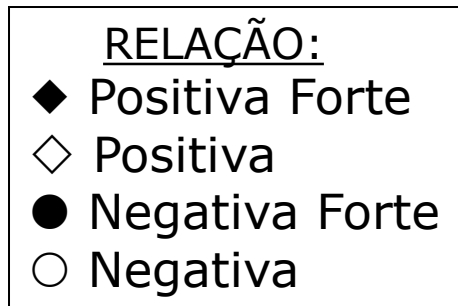 RELAÇÃO:
◆ Positiva Forte
◇ Positiva
● Negativa Forte
○ Negativa